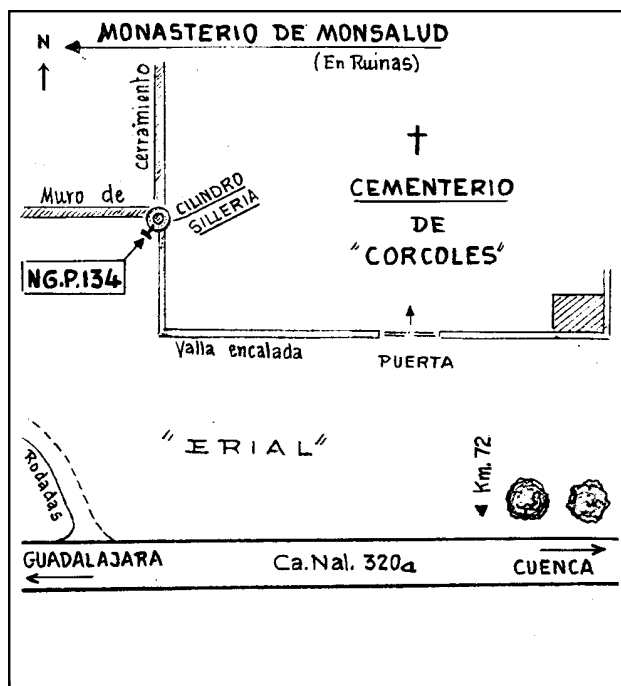 MONASTERIO DE MONSALUD
N
(En Ruinas)
cerramiento
Muro de
CILINDRO
SILLERIA
CEMENTERIO
DE
"CORCOLES"
NG.P.134
Valla encalada
PUERTA
"ERIAL"
Km. 72
Rodadas
GUADALAJARA
Ca.Nal. 320a
CUENCA